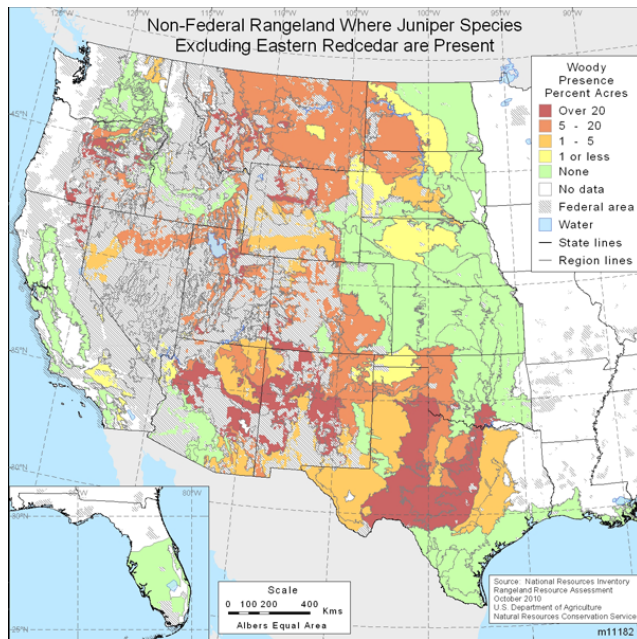 Non-Federal Rangeland Where Juniper Species
Excluding Eastern Redcedar are Present
Woody
Presence
Percent Acres
Over 20
5 - 20
1 - 5
1 or less
None
No data
Federal area
Water
State lines
Region lines
80°W
Scale
0 100 200 400 Kms
Albers Equal Area
Source: National Resources Inventory
Rangeland Resource Assessment
October 2010
U.S. Department of Agriculture
Natural Resources Conservation Service
m11182